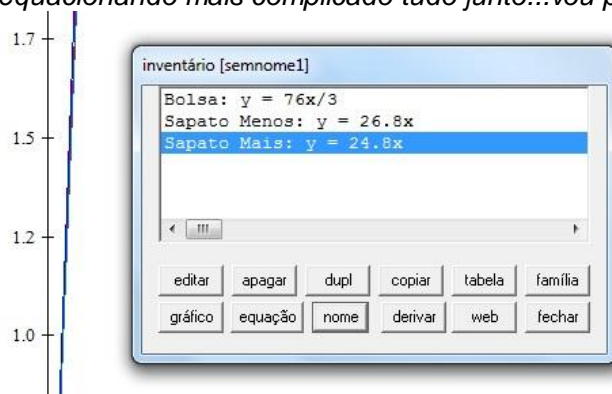 equacionando mais complicado tudo junto...vou p
1.7
1.5
1.2
1.0
inventário [semnome1]
Bolsa: y = 76x/3
Sapato Menos: y = 26.8x
Sapato Mais: y = 24.8x
editar apagar dupl copiar tabela família
gráfico equação nome derivar web fechar